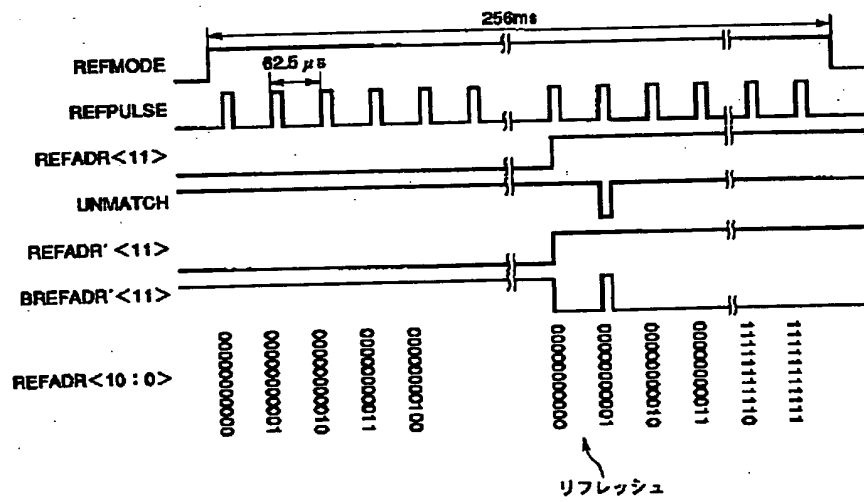 256ms
REFMODE
62.5 μs
REFPULSE
REFADR<11>
UNMATCH
REFADR'<11>
BREFADR'<11>
REFADR<10:0>
00000000000
00000000001
00000000010
00000000011
00000000100
00000000000
00000000001
00000000010
00000000011
11111111110
11111111111
リフレッシュ